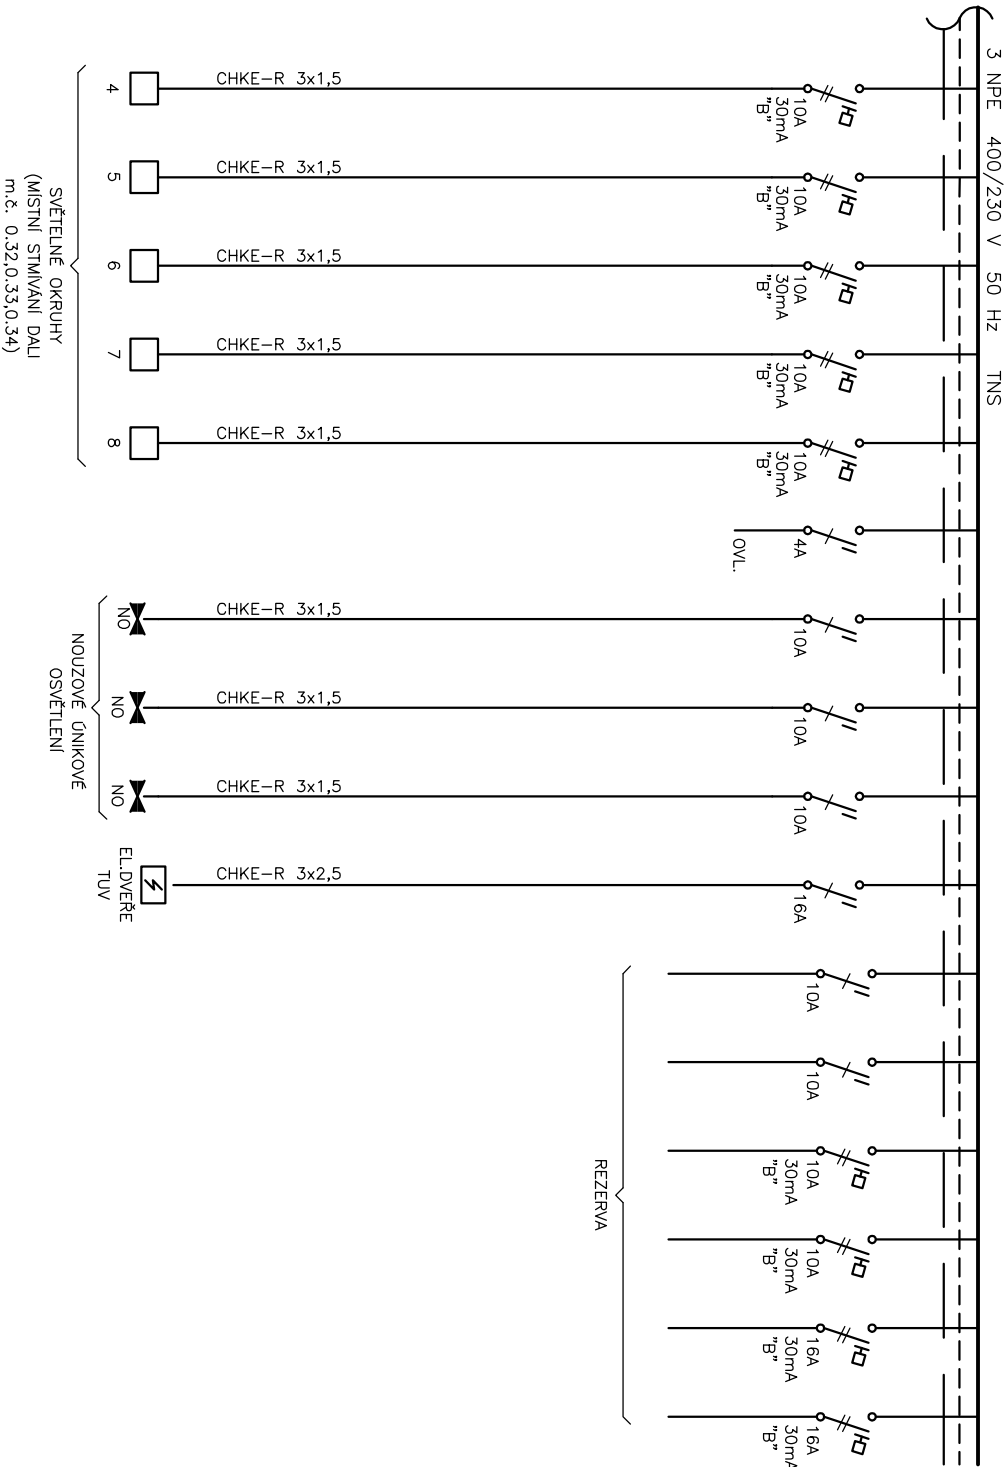 3 NPE 400/230 V 50 Hz TNS
10A
30mA
"B"
CHKE-R 3x1,5
4
10A
30mA
"B"
CHKE-R 3x1,5
5
10A
30mA
"B"
CHKE-R 3x1,5
6
10A
30mA
"B"
CHKE-R 3x1,5
7
10A
30mA
"B"
CHKE-R 3x1,5
8
SVĚTELNÉ OKRUHY
(MÍSTNÍ STMÍVÁNÍ DALI
m.č. 0.32,0.33,0.34)
4A
OVL.
10A
CHKE-R 3x1,5
NO
10A
CHKE-R 3x1,5
NO
10A
CHKE-R 3x1,5
NO
NOUZOVÉ ÚNIKOVÉ
OSVĚTLENÍ
16A
CHKE-R 3x2,5
EL.DVEŘE
TUV
10A
10A
10A
30mA
"B"
10A
30mA
"B"
16A
30mA
"B"
16A
30mA
"B"
REZERVA